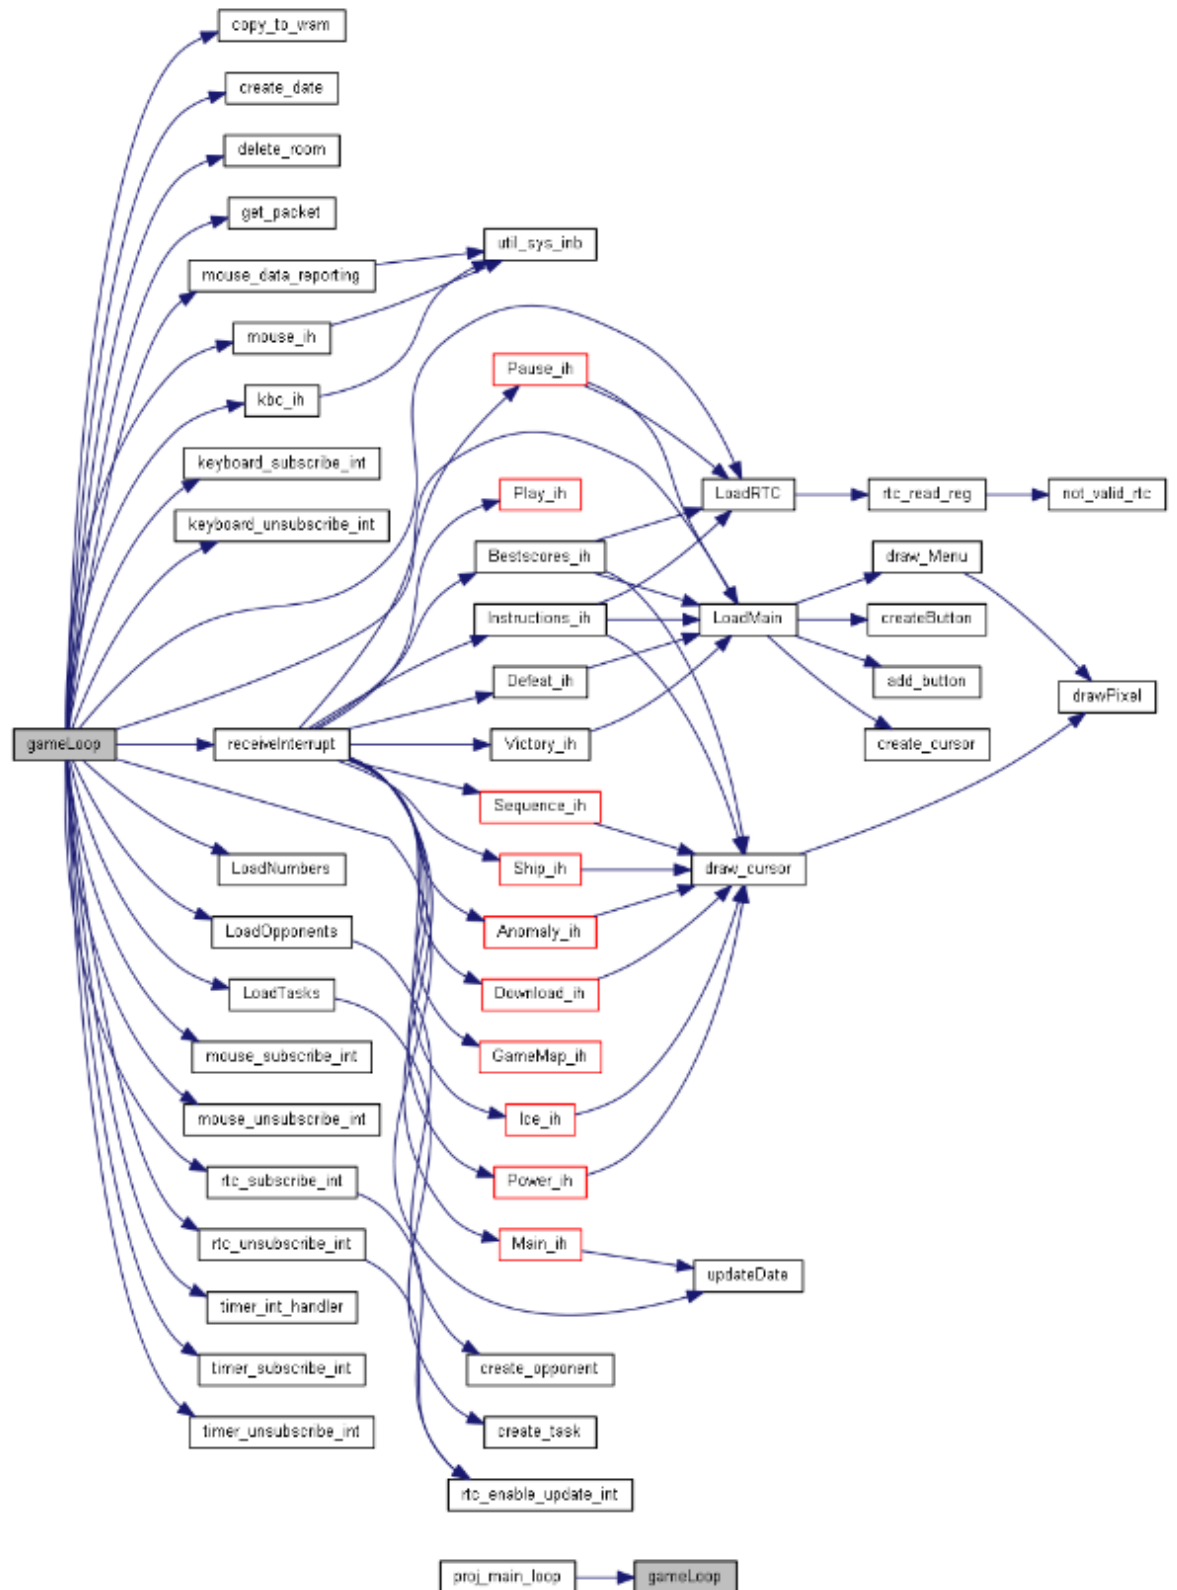 copy_to_vram
create_date
delete_room
get_packet
util_sys_inb
mouse_data_reporting
mouse_ih
Pause_ih
kbc_ih
keyboard_subscribe_int
Play_ih
LoadRTC
rtc_read_reg
not_valid_rtc
keyboard_unsubscribe_int
Bestscores_ih
draw_Menu
Instructions_ih
LoadMain
createButton
Defeat_ih
add_button
drawPixel
gameLoop
receiveInterrupt
Victory_ih
create_cursor
Sequence_ih
LoadNumbers
Ship_ih
draw_cursor
LoadOpponents
Anomaly_ih
LoadTasks
Download_ih
mouse_subscribe_int
GameMap_ih
mouse_unsubscribe_int
Ice_ih
rtc_subscribe_int
Power_ih
rtc_unsubscribe_int
Main_ih
updateDate
timer_int_handler
timer_subscribe_int
create_opponent
timer_unsubscribe_int
create_task
rtc_enable_update_int
proj_main_loop
gameLoop